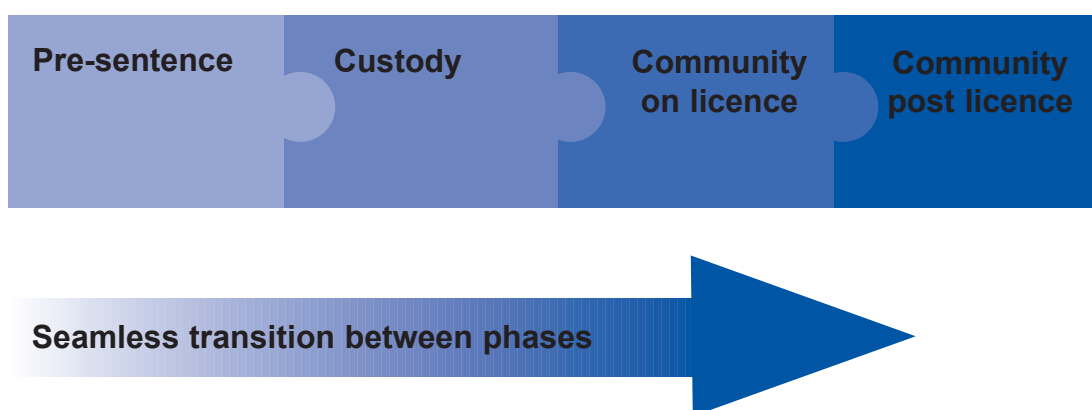 Pre-sentence
Custody
Community
on licence
Community
post licence
Seamless transition between phases